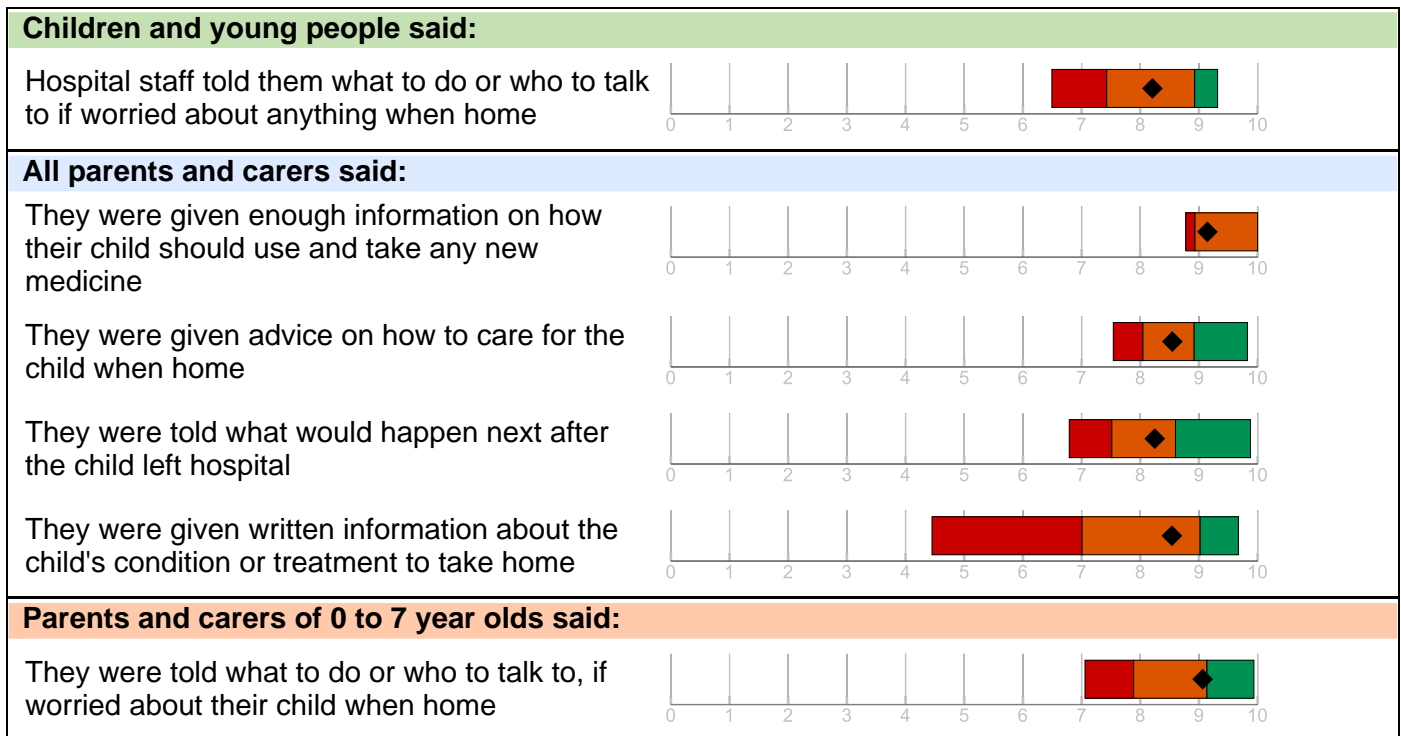 Children and young people said:
Hospital staff told them what to do or who to talk
to if worried about anything when home
0 1 2 3 4 5 6 7 8 9 10
All parents and carers said:
They were given enough information on how
their child should use and take any new
medicine
0 1 2 3 4 5 6 7 8 9 10
They were given advice on how to care for the
child when home
0 1 2 3 4 5 6 7 8 9 10
They were told what would happen next after
the child left hospital
0 1 2 3 4 5 6 7 8 9 10
They were given written information about the
child's condition or treatment to take home
0 1 2 3 4 5 6 7 8 9 10
Parents and carers of 0 to 7 year olds said:
They were told what to do or who to talk to, if
worried about their child when home
0 1 2 3 4 5 6 7 8 9 10